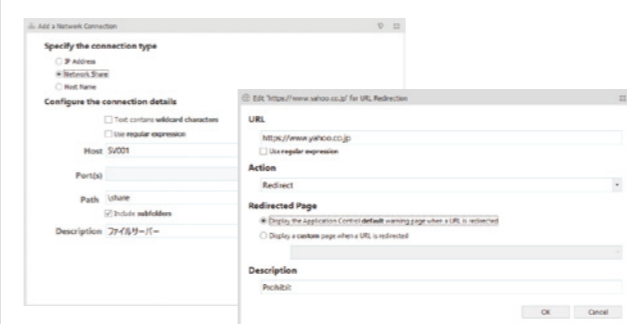 Add a Network Connection
Specify the connection type
IP Address
Network Share
Host Name
Configure the connection details
Text contains wildcard characters
Use regular expression
Host SV001
Port(s)
Path \share
Include subfolders
Description ファイルサーバー
Edit 'https://www.yahoo.co.jp' for URL Redirection
URL
https://www.yahoo.co.jp
Use regular expression
Action
Redirect
Redirected Page
Display the Application Control default warning page when a URL is redirected
Display a custom page when a URL is redirected
Description
Prohibit
OK Cancel